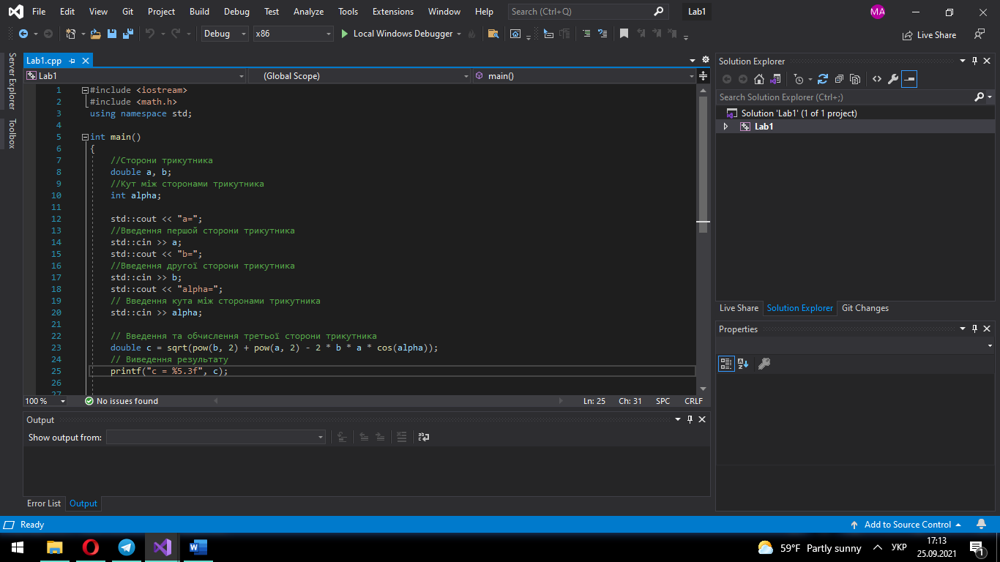 File Edit View Git Project Build Debug Test Analyze Tools Extensions Window Help Search (Ctrl+Q) Lab1 MA
Debug x86 Local Windows Debugger Live Share
Server Explorer
Toolbox
Lab1.cpp
Lab1 (Global Scope) main()
1 #include <iostream>
2 #include <math.h>
3 using namespace std;
4
5 int main()
6 {
7 //Сторони трикутника
8 double a, b;
9 //Кут між сторонами трикутника
10 int alpha;
11
12 std::cout << "a=";
13 //Введення першой сторони трикутника
14 std::cin >> a;
15 std::cout << "b=";
16 //Введення другої сторони трикутника
17 std::cin >> b;
18 std::cout << "alpha=";
19 // Введення кута між сторонами трикутника
20 std::cin >> alpha;
21
22 // Введення та обчислення третьої сторони трикутника
23 double c = sqrt(pow(b, 2) + pow(a, 2) - 2 * b * a * cos(alpha));
24 // Виведення результату
25 printf("c = %5.3f", c);
26
27
100 % No issues found Ln: 25 Ch: 31 SPC CRLF
Output
Show output from:
Error List Output
Solution Explorer
Search Solution Explorer (Ctrl+;)
Solution 'Lab1' (1 of 1 project)
Lab1
Live Share Solution Explorer Git Changes
Properties
Ready Add to Source Control
59°F Partly sunny УКР 17:13
25.09.2021 1